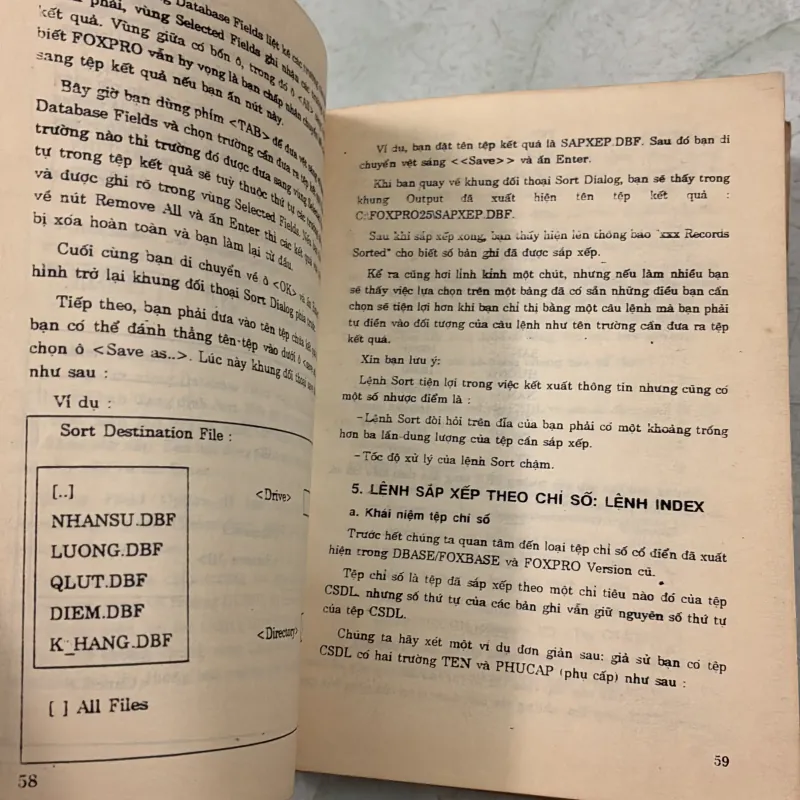 Database Fields liệt kê các
phải, vùng Selected Fields ghi nhận các
kết quả. Vùng giữa có bốn ô, trong đó ô <All>
biết FOXPRO vẫn hy vọng là bạn chấp nhận chuyển
sang tệp kết quả nếu bạn ấn nút này.
Bây giờ bạn dùng phím <TAB> để đưa vệt sáng
Database Fields và chọn trường cần đưa ra tệp kết
trường nào thì trường đó được đưa sang vùng Selected
tự trong tệp kết quả sẽ tuỳ thuộc thứ tự các trường
và được ghi rõ trong vùng Selected Fields. Nếu
về nút Remove All và ấn Enter thì các kết quả
bị xóa hoàn toàn và bạn làm lại từ đầu.
Cuối cùng bạn di chuyển về ô <OK> và ấn
hình trở lại khung đối thoại Sort Dialog
Tiếp theo, bạn phải đưa vào tên tệp chứa kết
bạn có thể đánh thẳng tên tệp vào dưới ô
chọn ô <Save as..>. Lúc này khung đối thoại
như sau :
Ví dụ :
Sort Destination File :
[..]
<Drive>
NHANSU.DBF
LUONG.DBF
QLUT.DBF
DIEM.DBF
<Directory>
K_HANG.DBF
[ ] All Files
58
Ví dụ, bạn đặt tên tệp kết quả là SAPXEP.DBF. Sau đó bạn di
chuyển vệt sáng <<Save>> và ấn Enter.
Khi bạn quay về khung đối thoại Sort Dialog, bạn sẽ thấy trong
khung Output đã xuất hiện tên tệp kết quả :
C:\FOXPRO25\SAPXEP.DBF.
Sau khi sắp xếp xong, bạn thấy hiện lên thông báo "xxx Records
Sorted" cho biết số bản ghi đã được sắp xếp.
Kể ra cũng hơi lỉnh kỉnh một chút, nhưng nếu làm nhiều bạn
sẽ thấy việc lựa chọn trên một bảng đã có sẵn những điều bạn cần
chọn sẽ tiện lợi hơn khi bạn chỉ thị bằng một câu lệnh mà bạn phải
tự điền vào đối tượng của câu lệnh như tên trường cần đưa ra tệp
kết quả.
Xin bạn lưu ý:
Lệnh Sort tiện lợi trong việc kết xuất thông tin nhưng cũng có
một số nhược điểm là :
-Lệnh Sort đòi hỏi trên đĩa của bạn phải có một khoảng trống
hơn ba lần dung lượng của tệp cần sắp xếp.
-Tốc độ xử lý của lệnh Sort chậm.
5. LỆNH SẮP XẾP THEO CHỈ SỐ: LỆNH INDEX
a. Khái niệm tệp chỉ số
Trước hết chúng ta quan tâm đến loại tệp chỉ số cổ điển đã xuất
hiện trong DBASE/FOXBASE và FOXPRO Version cũ.
Tệp chỉ số là tệp đã sắp xếp theo một chỉ tiêu nào đó của tệp
CSDL, nhưng số thứ tự của các bản ghi vẫn giữ nguyên số thứ tự
của tệp CSDL.
Chúng ta hãy xét một ví dụ đơn giản sau: giả sử bạn có tệp
CSDL có hai trường TEN và PHUCAP (phụ cấp) như sau :
59